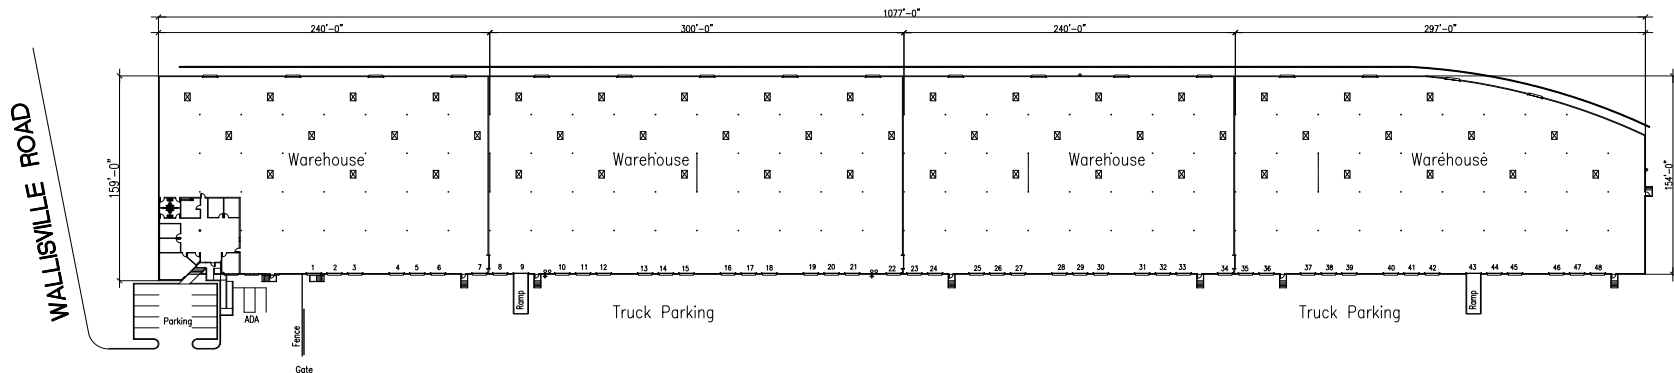 1077'-0"
240'-0" 300'-0" 240'-0" 297'-0"
WALLISVILLE ROAD
159'-0"
Warehouse Warehouse Warehouse Warehouse
154'-0"
1 2 3 4 5 6 7 8 9 10 11 12 13 14 15 16 17 18 19 20 21 22 23 24 25 26 27 28 29 30 31 32 33 34 35 36 37 38 39 40 41 42 43 44 45 46 47 48
Ramp Ramp
Truck Parking Truck Parking
Parking
ADA
Fence
Gate